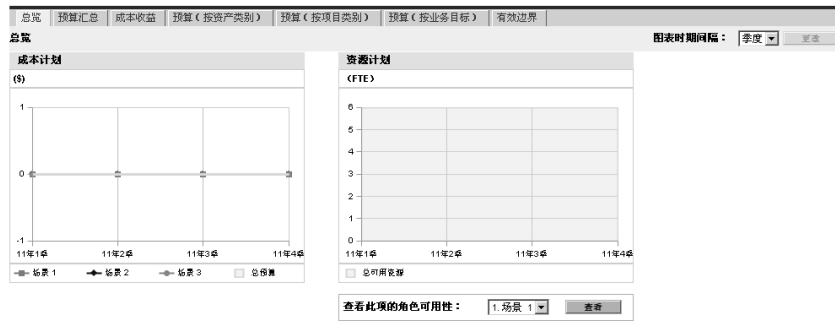 总览 预算汇总 成本收益 预算(按资产类别) 预算(按项目类别) 预算(按业务目标) 有效边界
总览 图表时期间隔： 季度 更改
成本计划
($)
1
0
-1
11年1季 11年2季 11年3季 11年4季
场景 1 场景 2 场景 3 总预算
资源计划
(FTE)
6
5
4
3
2
1
0
11年1季 11年2季 11年3季 11年4季
总可用资源
查看此项的角色可用性： 1.场景 1 查看